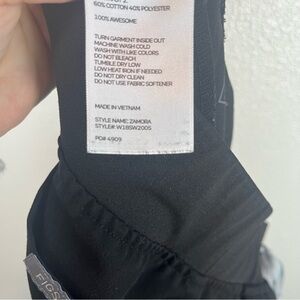 60% COTTON 40% POLYESTER
100% AWESOME
TURN GARMENT INSIDE OUT
MACHINE WASH COLD
WASH WITH LIKE COLORS
DO NOT BLEACH
TUMBLE DRY LOW
LOW HEAT IRON IF NEEDED
DO NOT DRY CLEAN
DO NOT USE FABRIC SOFTENER
MADE IN VIETNAM
STYLE NAME: ZAMORA
STYLE# W18SW2005
PO# 4909
FIGS